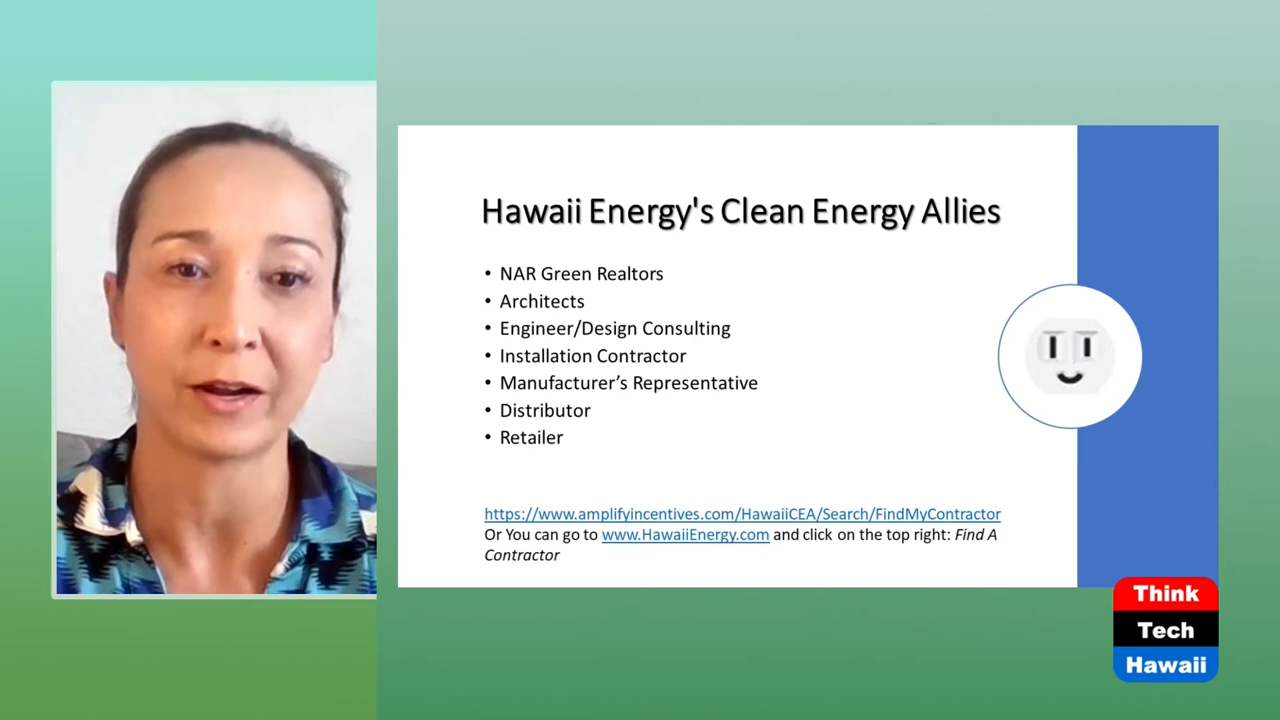 Hawaii Energy's Clean Energy Allies
• NAR Green Realtors
• Architects
• Engineer/Design Consulting
• Installation Contractor
• Manufacturer’s Representative
• Distributor
• Retailer
https://www.amplifyincentives.com/HawaiiCEA/Search/FindMyContractor
Or You can go to www.HawaiiEnergy.com and click on the top right: Find A
Contractor
Think
Tech
Hawaii